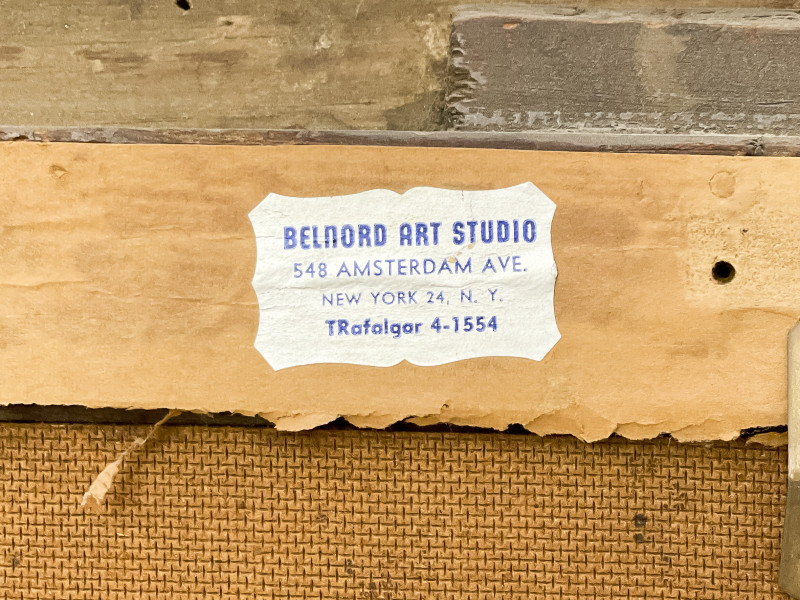 BELNORD ART STUDIO
548 AMSTERDAM AVE.
NEW YORK 24, N. Y.
TRafalgar 4-1554